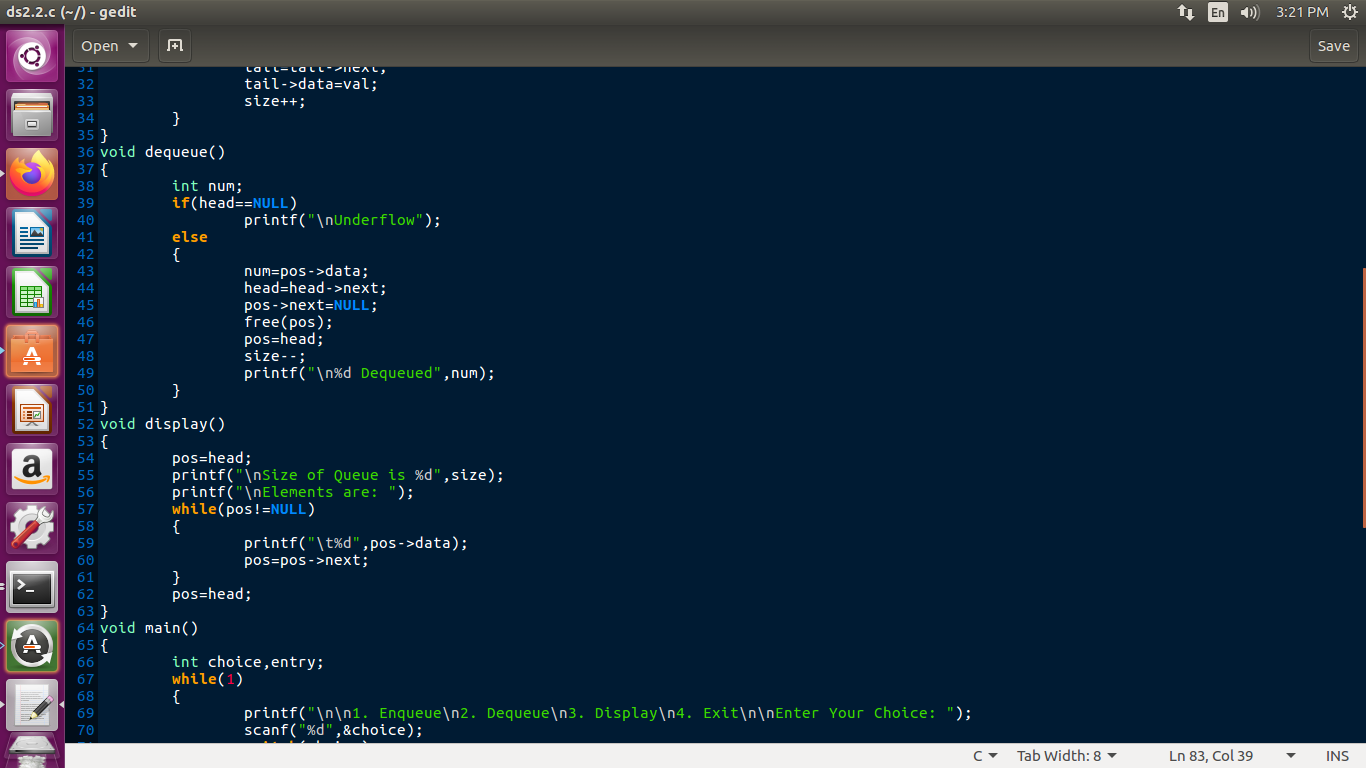 ds2.2.c (~/) - gedit
En 3:21 PM
Open Save
31 tail=tail->next;
32 tail->data=val;
33 size++;
34 }
35 }
36 void dequeue()
37 {
38 int num;
39 if(head==NULL)
40 printf("\nUnderflow");
41 else
42 {
43 num=pos->data;
44 head=head->next;
45 pos->next=NULL;
46 free(pos);
47 pos=head;
48 size--;
49 printf("\n%d Dequeued",num);
50 }
51 }
52 void display()
53 {
54 pos=head;
55 printf("\nSize of Queue is %d",size);
56 printf("\nElements are: ");
57 while(pos!=NULL)
58 {
59 printf("\t%d",pos->data);
60 pos=pos->next;
61 }
62 pos=head;
63 }
64 void main()
65 {
66 int choice,entry;
67 while(1)
68 {
69 printf("\n\n1. Enqueue\n2. Dequeue\n3. Display\n4. Exit\n\nEnter Your Choice: ");
70 scanf("%d",&choice);
C Tab Width: 8 Ln 83, Col 39 INS